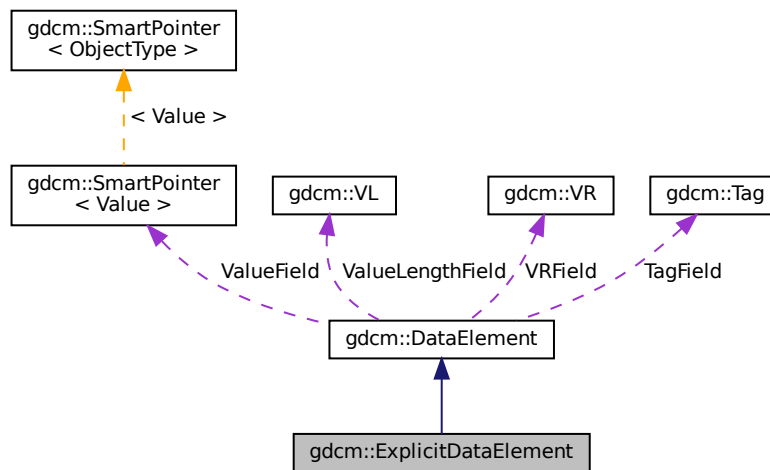 gdcm::SmartPointer
< ObjectType >
< Value >
gdcm::SmartPointer
< Value >
gdcm::VL
gdcm::VR
gdcm::Tag
ValueField
ValueLengthField
VRField
TagField
gdcm::DataElement
gdcm::ExplicitDataElement